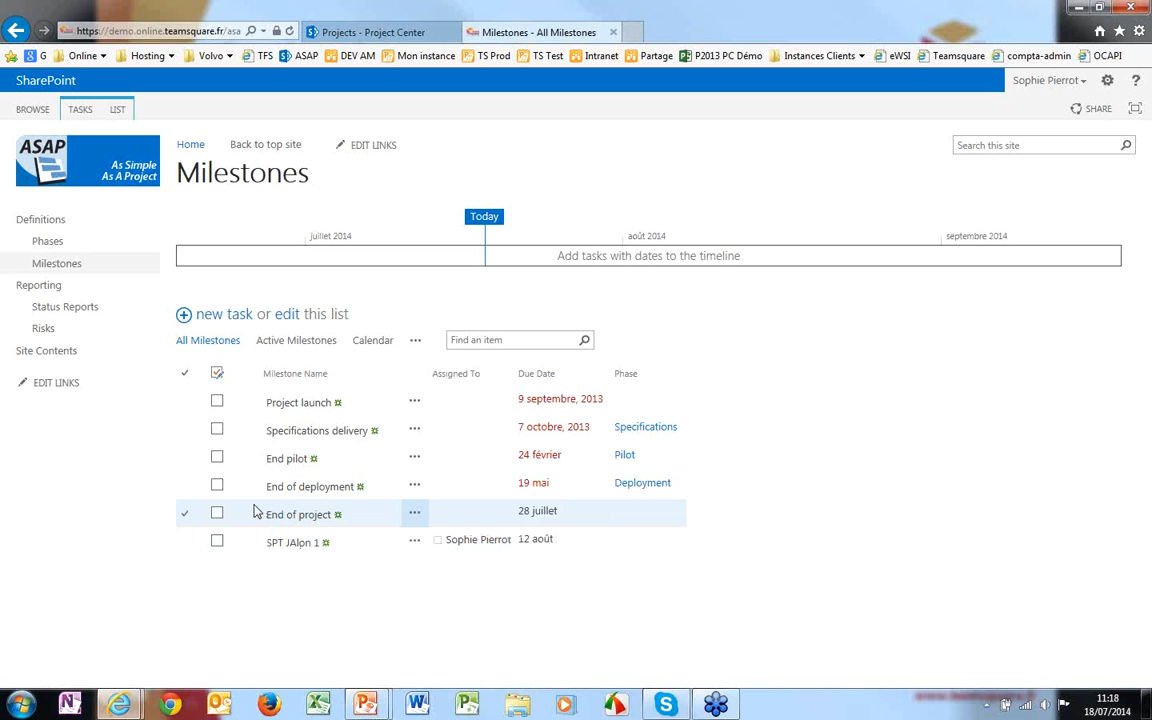 https://demo.online.teamsquare.fr/asa
Projects - Project Center
Milestones - All Milestones
G
Online
Hosting
Volvo
TFS
ASAP
DEV AM
Mon instance
TS Prod
TS Test
Intranet
Partage
P2013 PC Démo
Instances Clients
eWSI
Teamsquare
compta-admin
OCAPI
SharePoint
Sophie Pierrot
?
BROWSE
TASKS
LIST
SHARE
ASAP
As Simple
As A Project
Home
Back to top site
EDIT LINKS
Search this site
Milestones
Definitions
Phases
Milestones
Reporting
Status Reports
Risks
Site Contents
EDIT LINKS
Today
juillet 2014
août 2014
septembre 2014
Add tasks with dates to the timeline
new task or edit this list
All Milestones
Active Milestones
Calendar
...
Find an item
Milestone Name
Assigned To
Due Date
Phase
Project launch ... 9 septembre, 2013
Specifications delivery ... 7 octobre, 2013 Specifications
End pilot ... 24 février Pilot
End of deployment ... 19 mai Deployment
End of project ... 28 juillet
SPT JAlon 1 ... Sophie Pierrot 12 août
11:18
18/07/2014